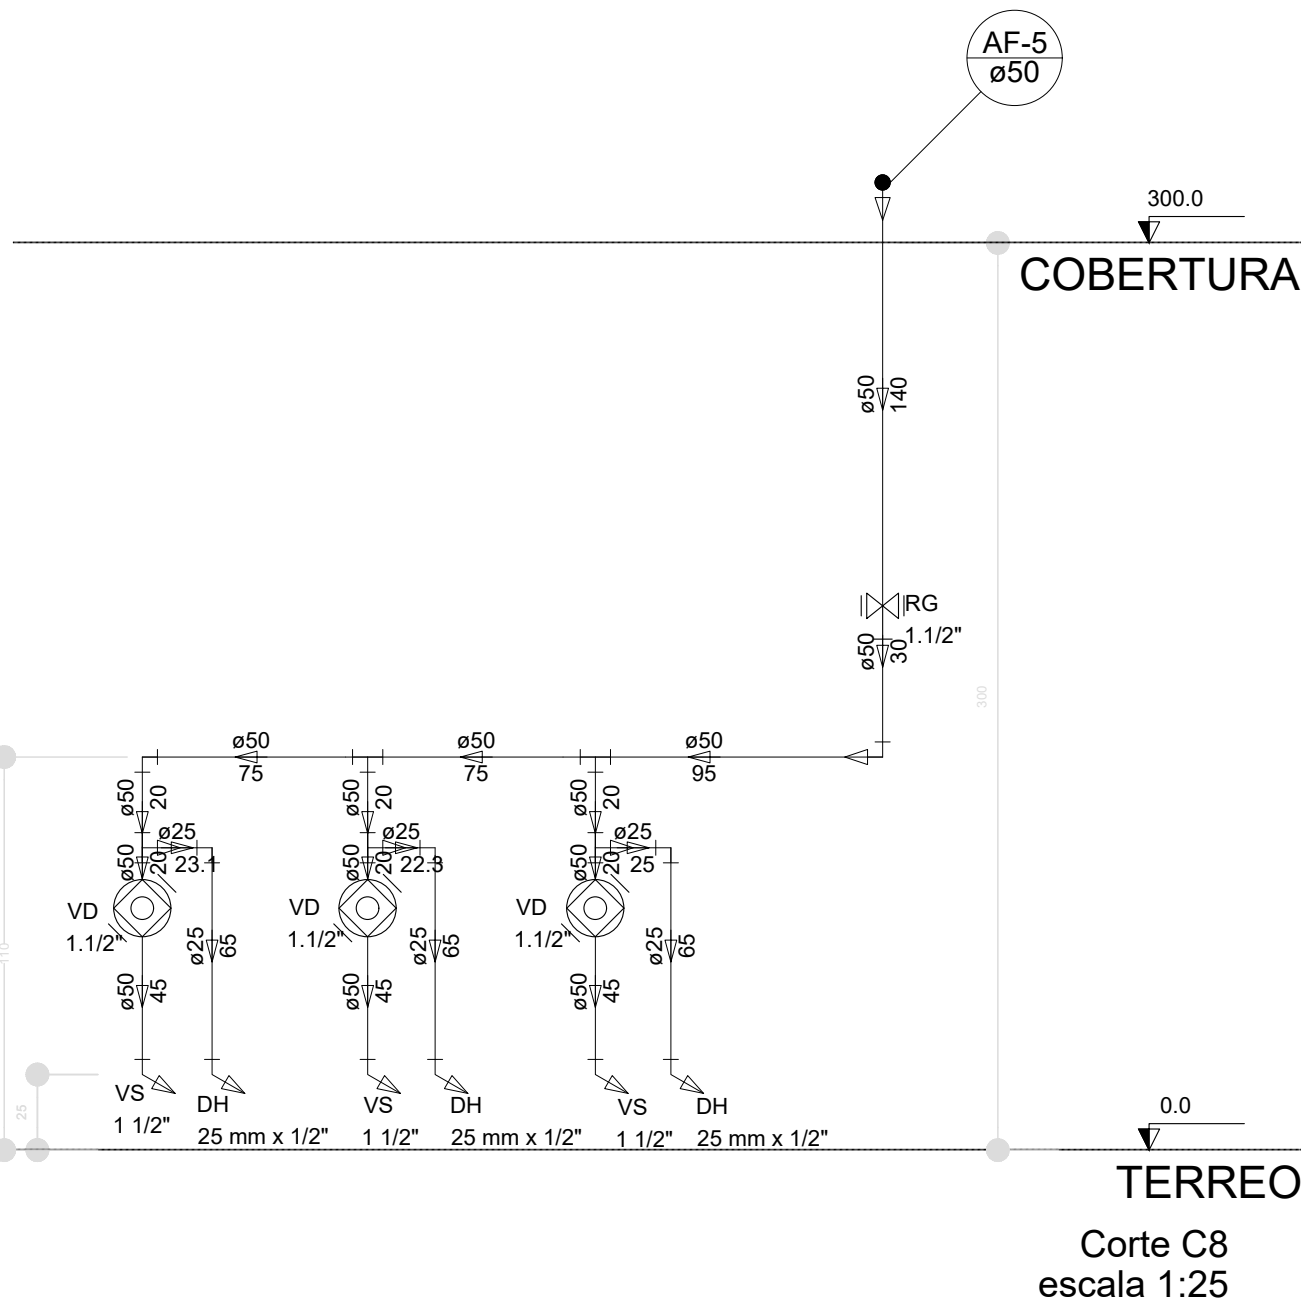 AF-5
ø50
300.0
COBERTURA
ø50
140
RG
1.1/2"
ø50
30
300
ø50
75
ø50
75
ø50
95
ø50
20
ø50
20
ø50
20
ø25
23.1
ø25
22.3
ø25
25
ø50
20
ø50
20
ø50
20
VD
1.1/2"
VD
1.1/2"
VD
1.1/2"
110
ø25
65
ø25
65
ø25
65
ø50
45
ø50
45
ø50
45
25
VS
1 1/2"
DH
25 mm x 1/2"
VS
1 1/2"
DH
25 mm x 1/2"
VS
1 1/2"
DH
25 mm x 1/2"
0.0
TERREO
Corte C8
escala 1:25